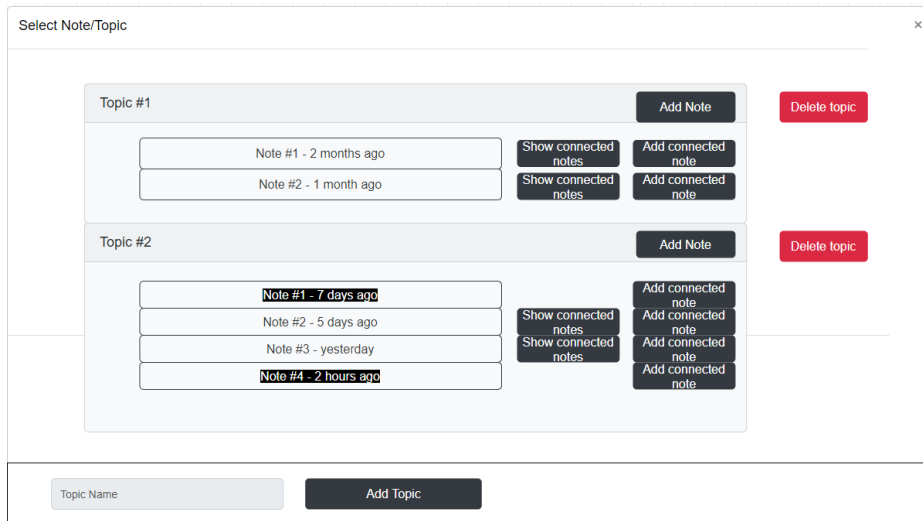 Select Note/Topic ×
Topic #1 Add Note Delete topic
Note #1 - 2 months ago Show connected notes Add connected note
Note #2 - 1 month ago Show connected notes Add connected note
Topic #2 Add Note Delete topic
Note #1 - 7 days ago Add connected note
Note #2 - 5 days ago Show connected notes Add connected note
Note #3 - yesterday Show connected notes Add connected note
Note #4 - 2 hours ago Add connected note
Topic Name Add Topic